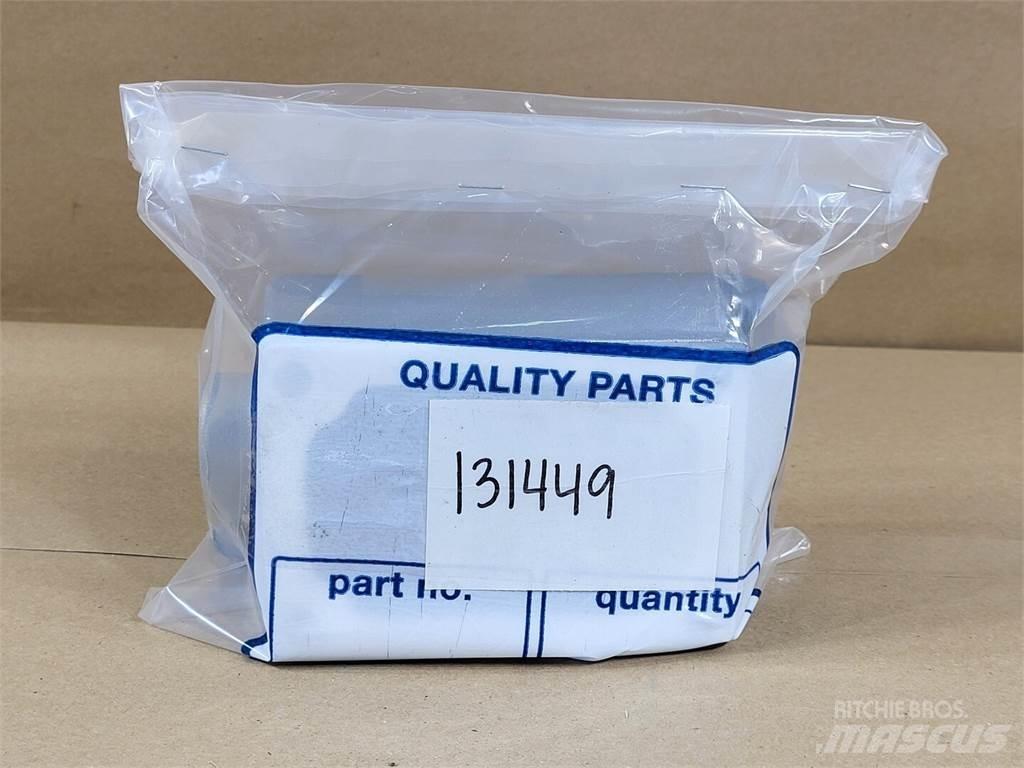 QUALITY PARTS
131449
part no.
quantity
RITCHIE BROS.
MASCUS